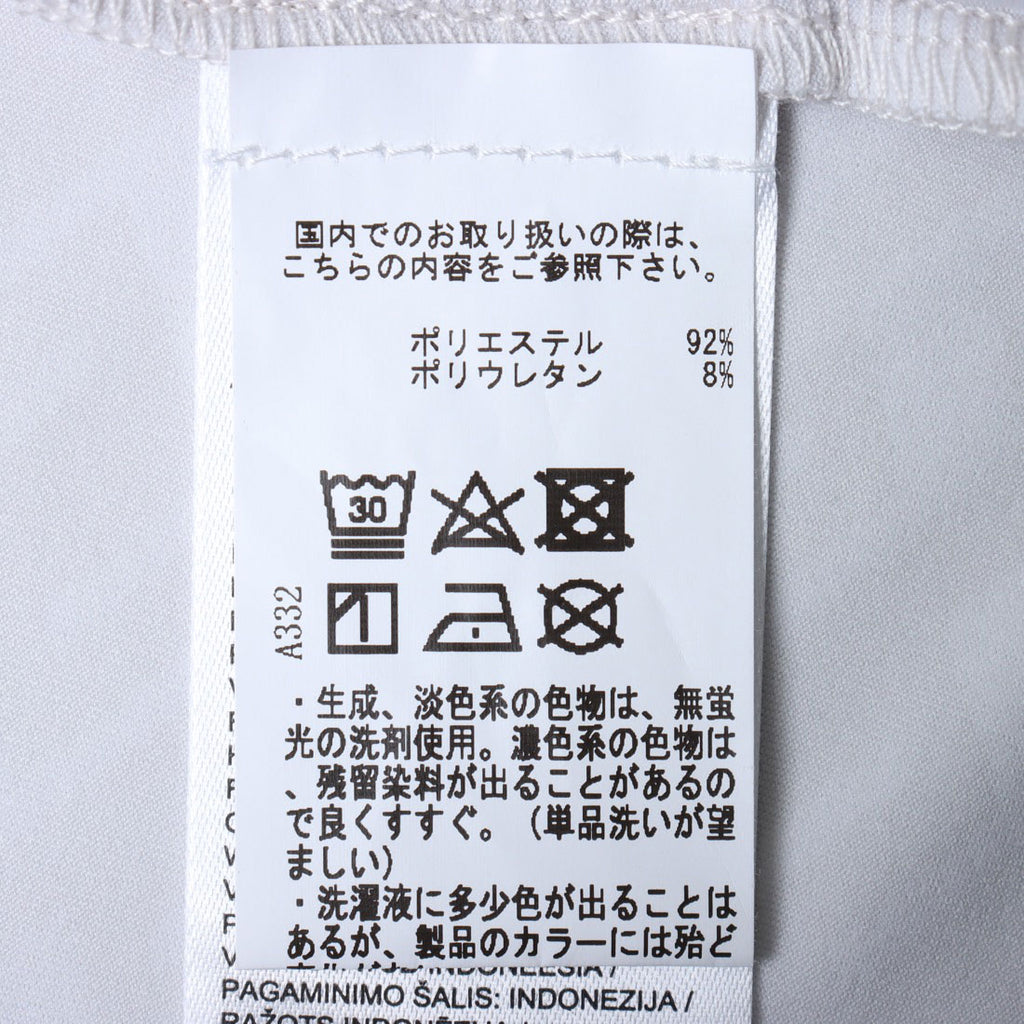 国内でのお取り扱いの際は、
こちらの内容をご参照下さい。
ポリエステル 92%
ポリウレタン 8%
30
A332
・生成、淡色系の色物は、無蛍
光の洗剤使用。濃色系の色物は
、残留染料が出ることがあるの
で良くすすぐ。（単品洗いが望
ましい）
・洗濯液に多少色が出ることは
あるが、製品のカラーには殆ど
PAGAMINIMO ŠALIS: INDONEZIJA /